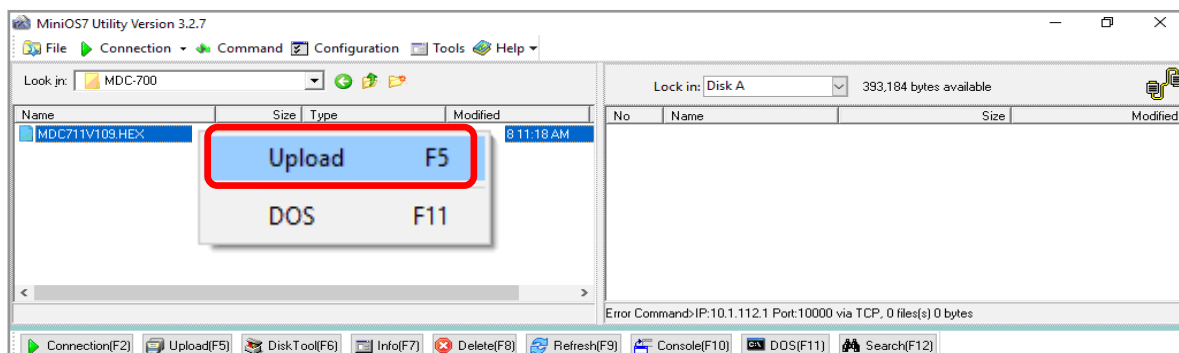 MiniOS7 Utility Version 3.2.7
File Connection Command Configuration Tools Help
Look in: MDC-700
Lock in: Disk A 393,184 bytes available
Name Size Type Modified
No Name Size Modified
MDC711V109.HEX 8 11:18 AM
Upload F5
DOS F11
Error Command>IP:10.1.112.1 Port:10000 via TCP, 0 files(s) 0 bytes
Connection(F2) Upload(F5) DiskTool(F6) Info(F7) Delete(F8) Refresh(F9) Console(F10) DOS(F11) Search(F12)